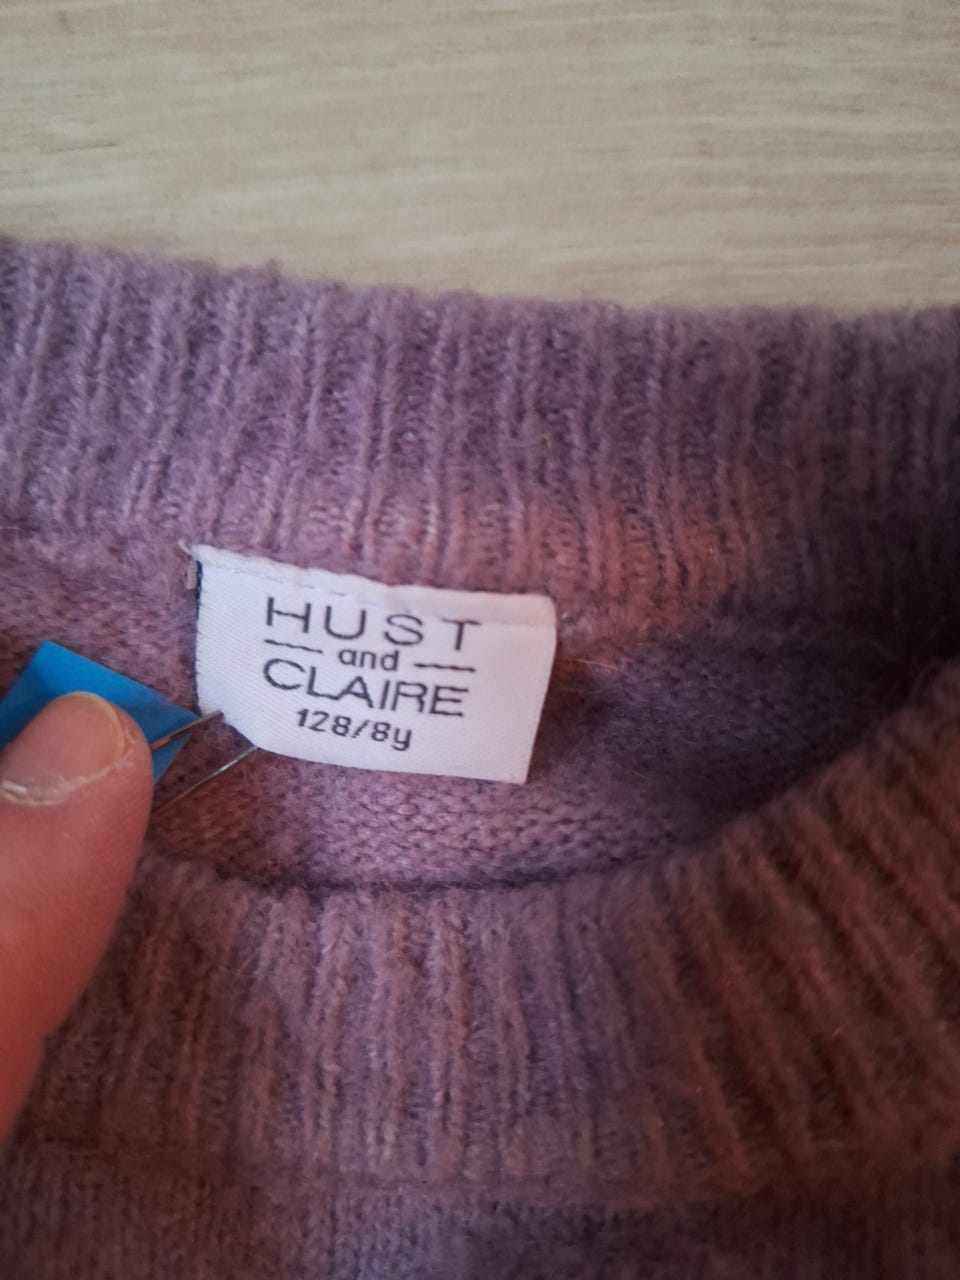 HUST
and
CLAIRE
128/8y